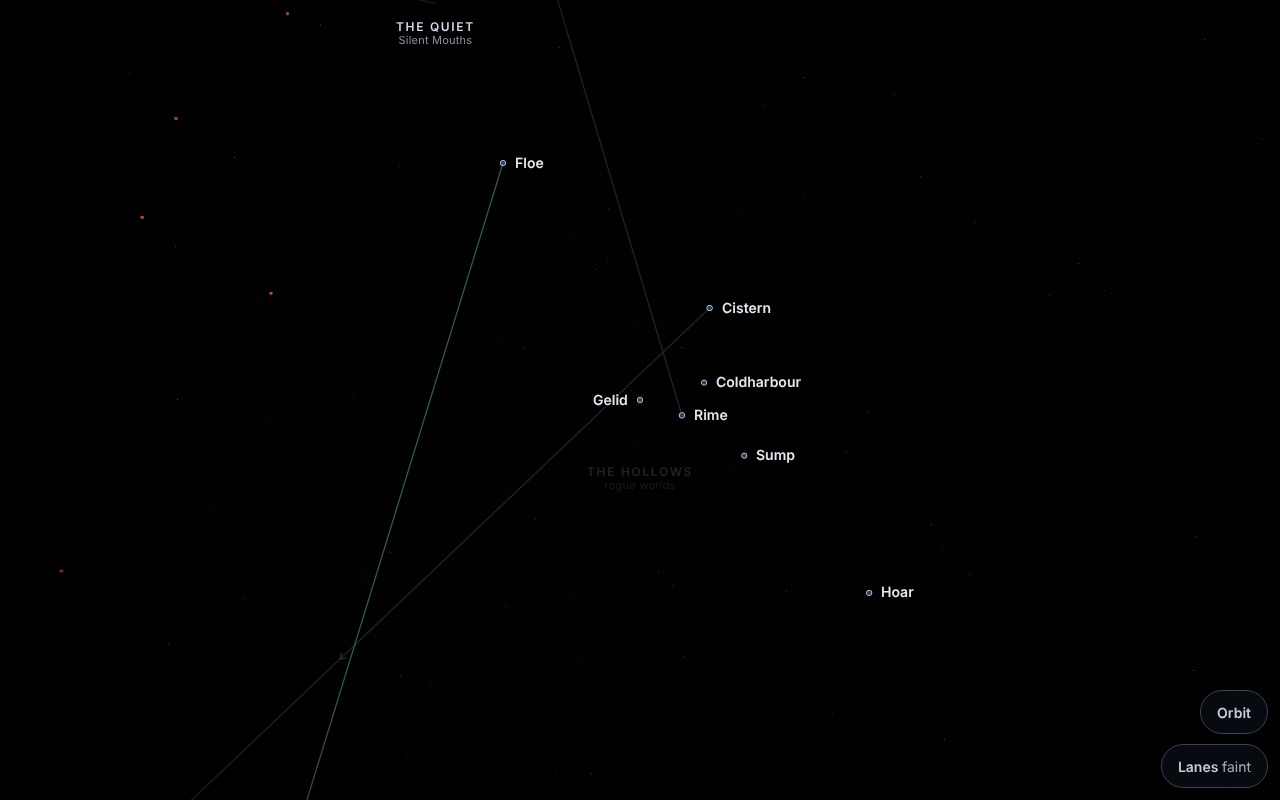 THE QUIET
Silent Mouths
Floe
Cistern
Coldharbour
Gelid
Rime
Sump
THE HOLLOWS
rogue worlds
Hoar
Orbit
Lanes faint